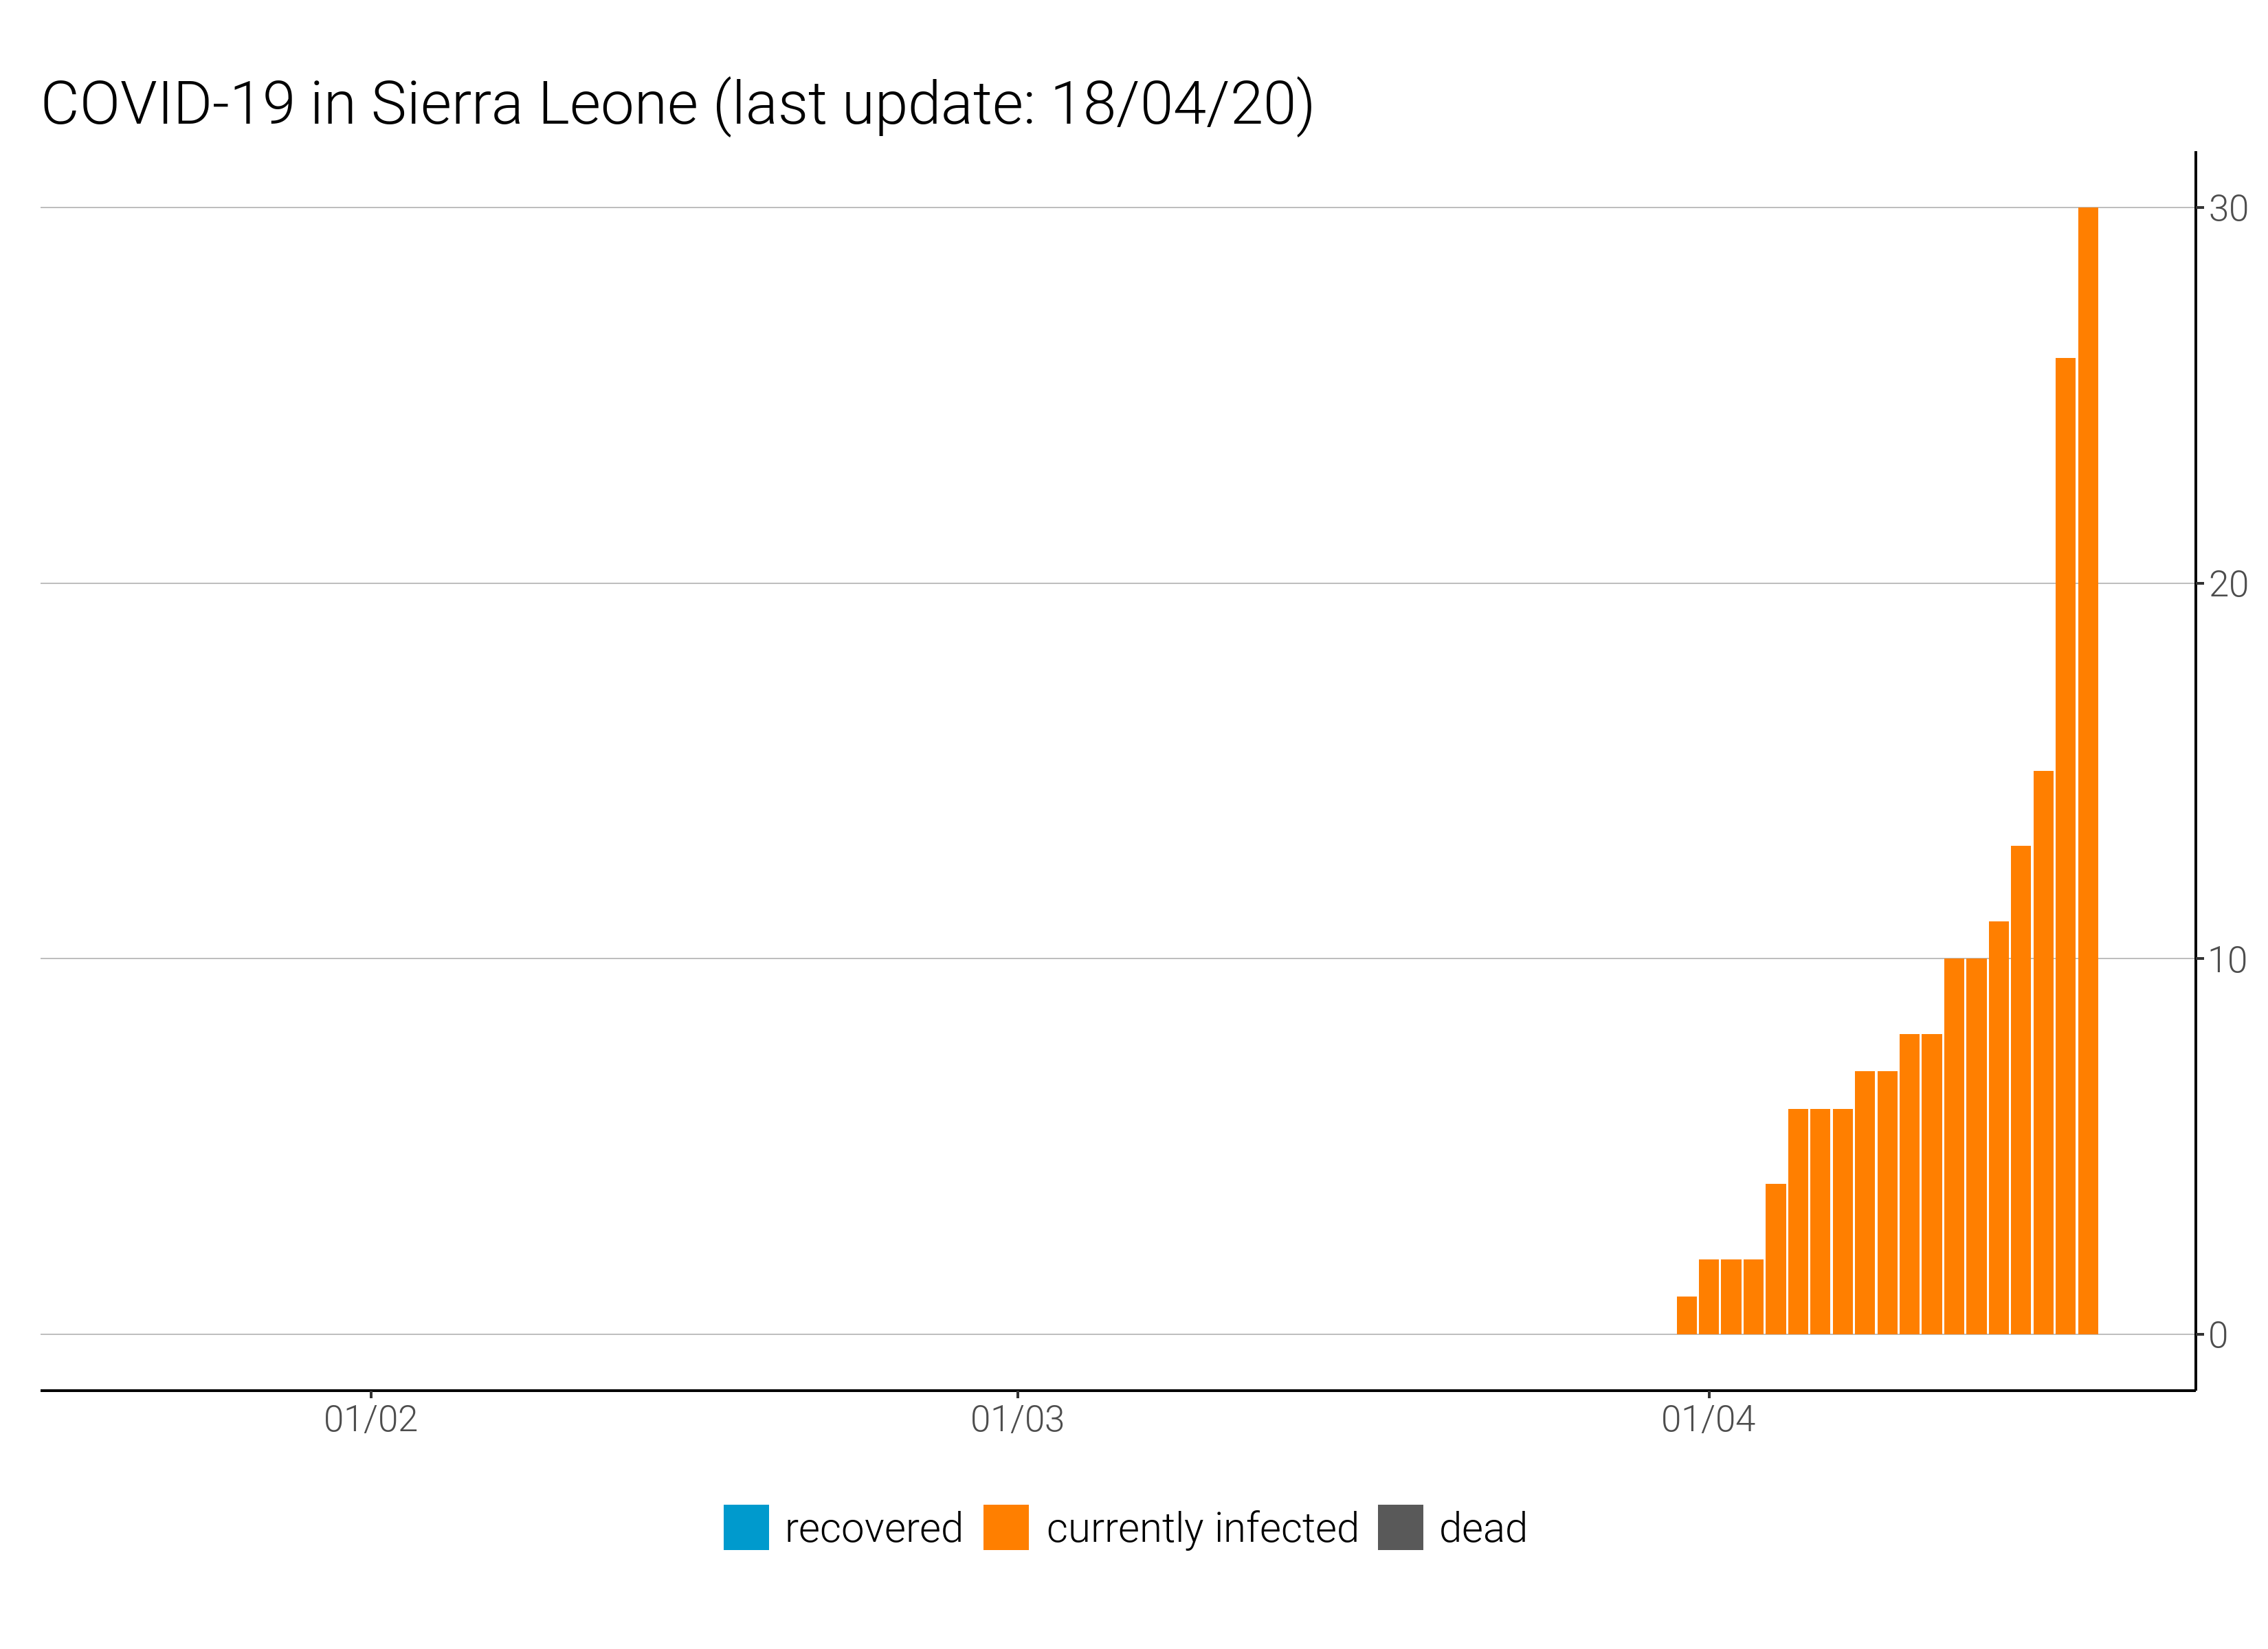 COVID-19 in Sierra Leone (last update: 18/04/20)
30
20
10
0
01/02 01/03 01/04
recovered currently infected dead